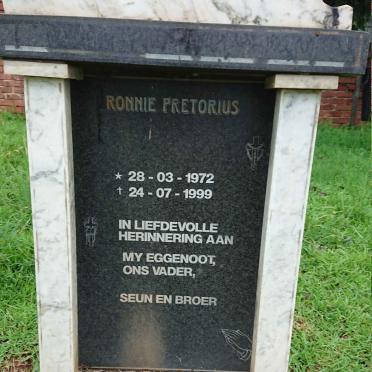 RONNIE PRETORIUS
★ 28 - 03 - 1972
† 24 - 07 - 1999
IN LIEFDEVOLLE
HERINNERING AAN
MY EGGENOOT,
ONS VADER,
SEUN EN BROER